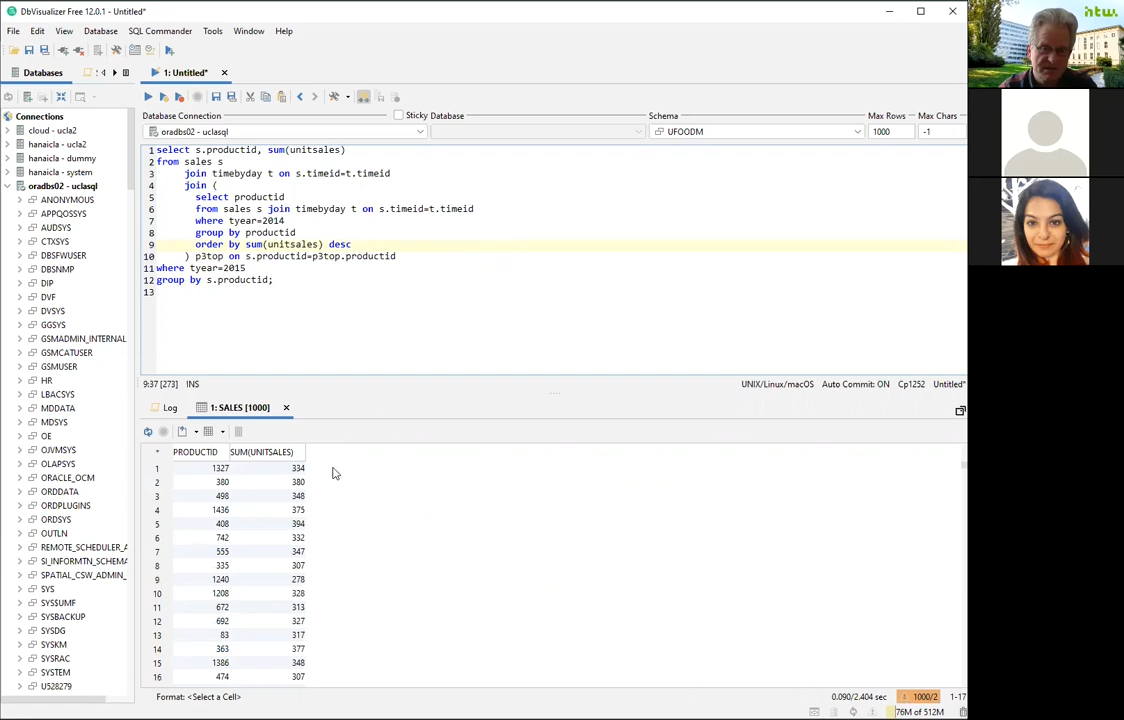 DbVisualizer Free 12.0.1 - Untitled*
File Edit View Database SQL Commander Tools Window Help
Databases
1: Untitled*
Connections
cloud - ucla2
hanaicla - ucla2
hanaicla - dummy
hanaicla - system
oradbs02 - uclasql
ANONYMOUS
APPQOSSYS
AUDSYS
CTXSYS
DBSFWUSER
DBSNMP
DIP
DVF
DVSYS
GGSYS
GSMADMIN_INTERNAL
GSMCATUSER
GSMUSER
HR
LBACSYS
MDDATA
MDSYS
OE
OJVMSYS
OLAPSYS
ORACLE_OCM
ORDDATA
ORDPLUGINS
ORDSYS
OUTLN
REMOTE_SCHEDULER_A
SI_INFORMTN_SCHEMA
SPATIAL_CSW_ADMIN_
SYS
SYS$UMF
SYSBACKUP
SYSDG
SYSKM
SYSRAC
SYSTEM
U528279
Database Connection Sticky Database Schema Max Rows Max Chars
oradbs02 - uclasql UFOODM 1000 -1
1 select s.productid, sum(unitsales)
2 from sales s
3 join timebyday t on s.timeid=t.timeid
4 join (
5 select productid
6 from sales s join timebyday t on s.timeid=t.timeid
7 where tyear=2014
8 group by productid
9 order by sum(unitsales) desc
10 ) p3top on s.productid=p3top.productid
11 where tyear=2015
12 group by s.productid;
13
9:37 [273] INS UNIX/Linux/macOS Auto Commit: ON Cp1252 Untitled*
Log 1: SALES [1000]
* PRODUCTID SUM(UNITSALES)
1 1327 334
2 380 380
3 498 348
4 1436 375
5 408 394
6 742 332
7 555 347
8 335 307
9 1240 278
10 1208 328
11 672 313
12 692 327
13 83 317
14 363 377
15 1386 348
16 474 307
Format: <Select a Cell> 0.090/2.404 sec 1000/2 1-17
76M of 512M
htw.